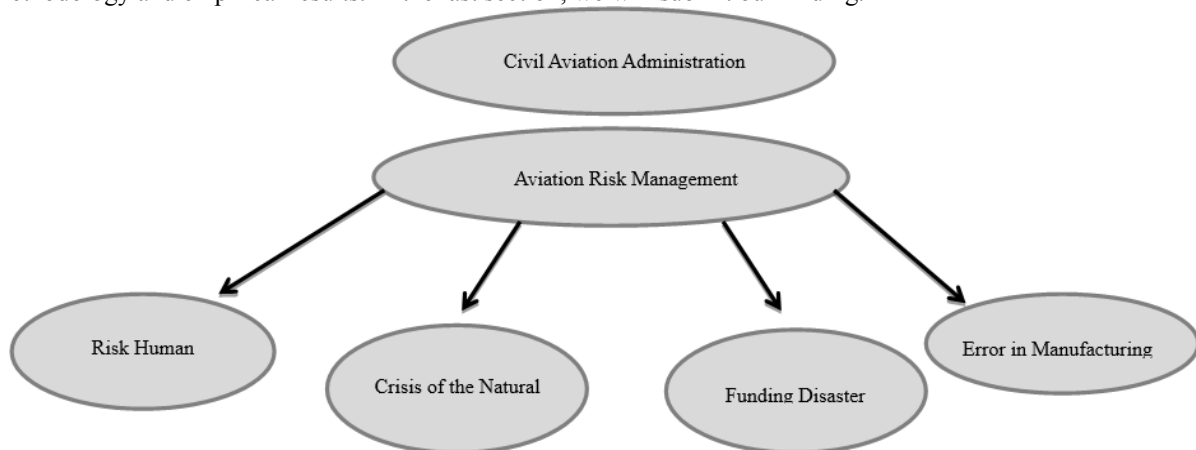 Civil Aviation Administration
Aviation Risk Management
Risk Human
Error in Manufacturing
Crisis of the Natural
Funding Disaster